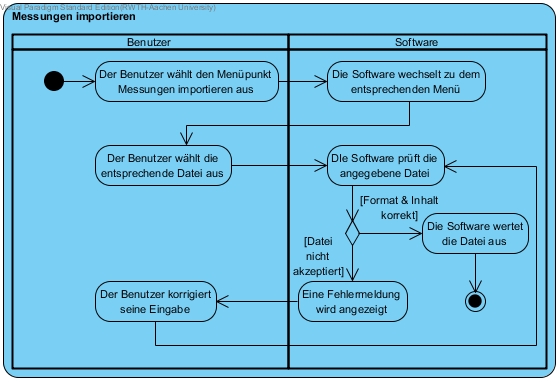 Visual Paradigm Standard Edition(RWTH Aachen University)
Messungen importieren
Benutzer
Software
Der Benutzer wählt den Menüpunkt
Messungen importieren aus
Die Software wechselt zu dem
entsprechenden Menü
Der Benutzer wählt die
entsprechende Datei aus
DIe Software prüft die
angegebene Datei
[Format & Inhalt
korrekt]
Die Software wertet
die Datei aus
[Datei
nicht
akzeptiert]
Der Benutzer korrigiert
seine Eingabe
Eine Fehlermeldung
wird angezeigt